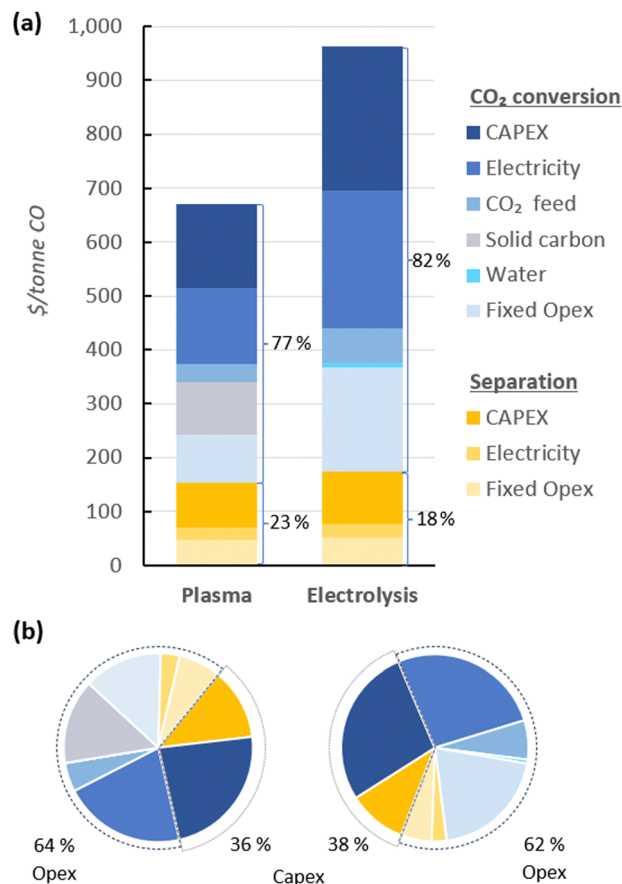 (a)
1,000
900
800
700
600
500
400
300
200
100
0
$/tonne CO
77 %
23 %
82 %
18 %
Plasma
Electrolysis
CO₂ conversion
CAPEX
Electricity
CO₂ feed
Solid carbon
Water
Fixed Opex
Separation
CAPEX
Electricity
Fixed Opex
(b)
64 %
Opex
36 %
Capex
38 %
62 %
Opex